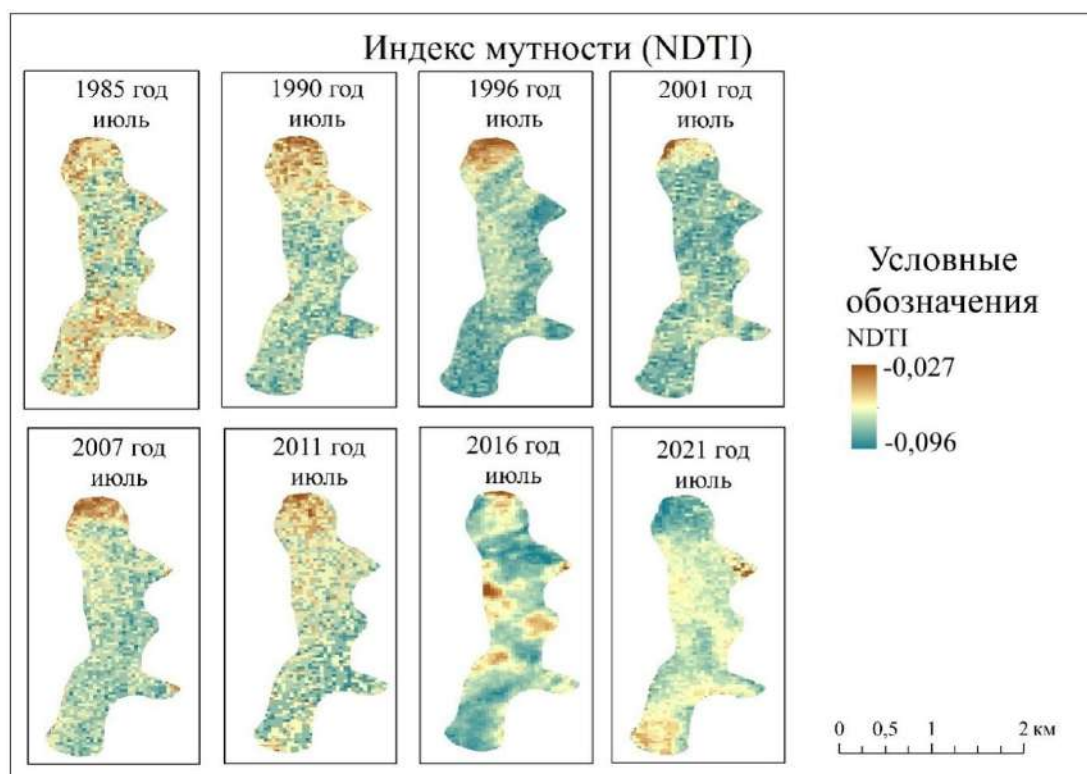 Индекс мутности (NDTI)
1985 год
июль
1990 год
июль
1996 год
июль
2001 год
июль
2007 год
июль
2011 год
июль
2016 год
июль
2021 год
июль
Условные
обозначения
NDTI
-0,027
-0,096
0 0,5 1 2 км